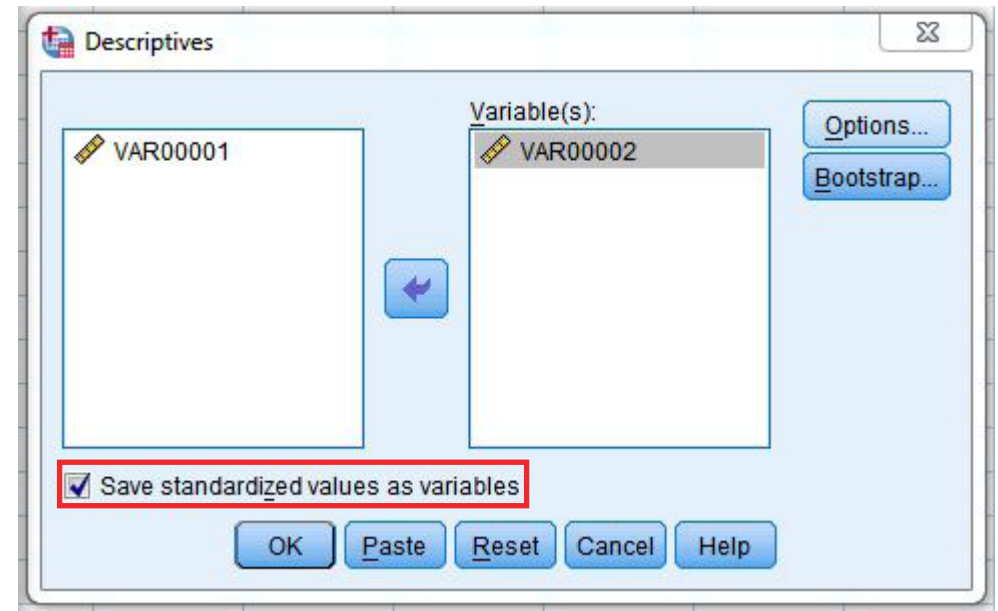 Descriptives
Variable(s):
VAR00001
VAR00002
Options...
Bootstrap...
Save standardized values as variables
OK Paste Reset Cancel Help